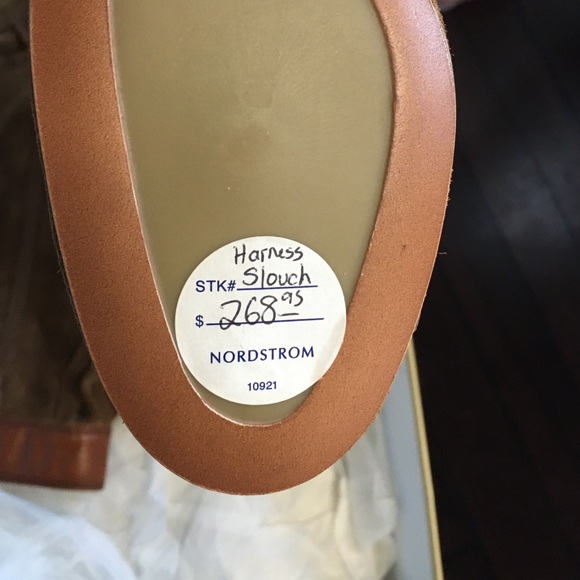 Harness
STK# Slouch
$ 268.95
NORDSTROM
10921